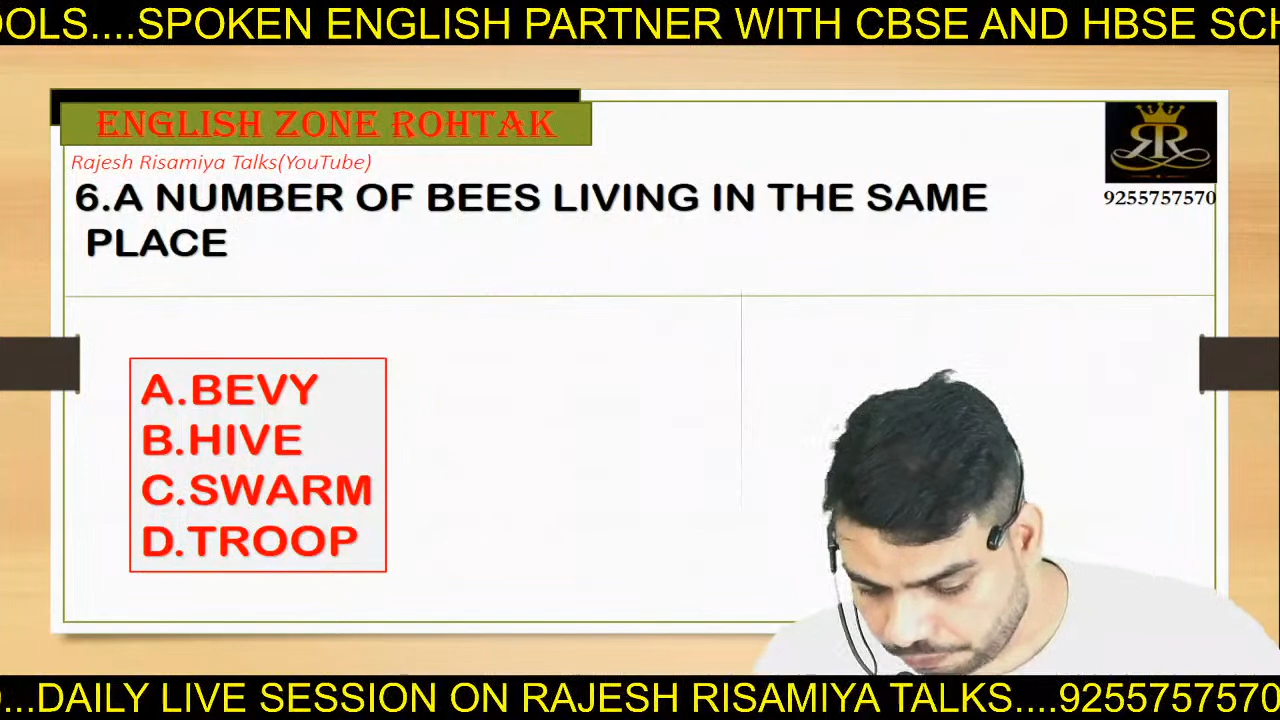 OLS....SPOKEN ENGLISH PARTNER WITH CBSE AND HBSE SCH
ENGLISH ZONE ROHTAK
Rajesh Risamiya Talks(YouTube)
RR
9255757570
6.A NUMBER OF BEES LIVING IN THE SAME
PLACE
A.BEVY
B.HIVE
C.SWARM
D.TROOP
...DAILY LIVE SESSION ON RAJESH RISAMIYA TALKS....9255757570